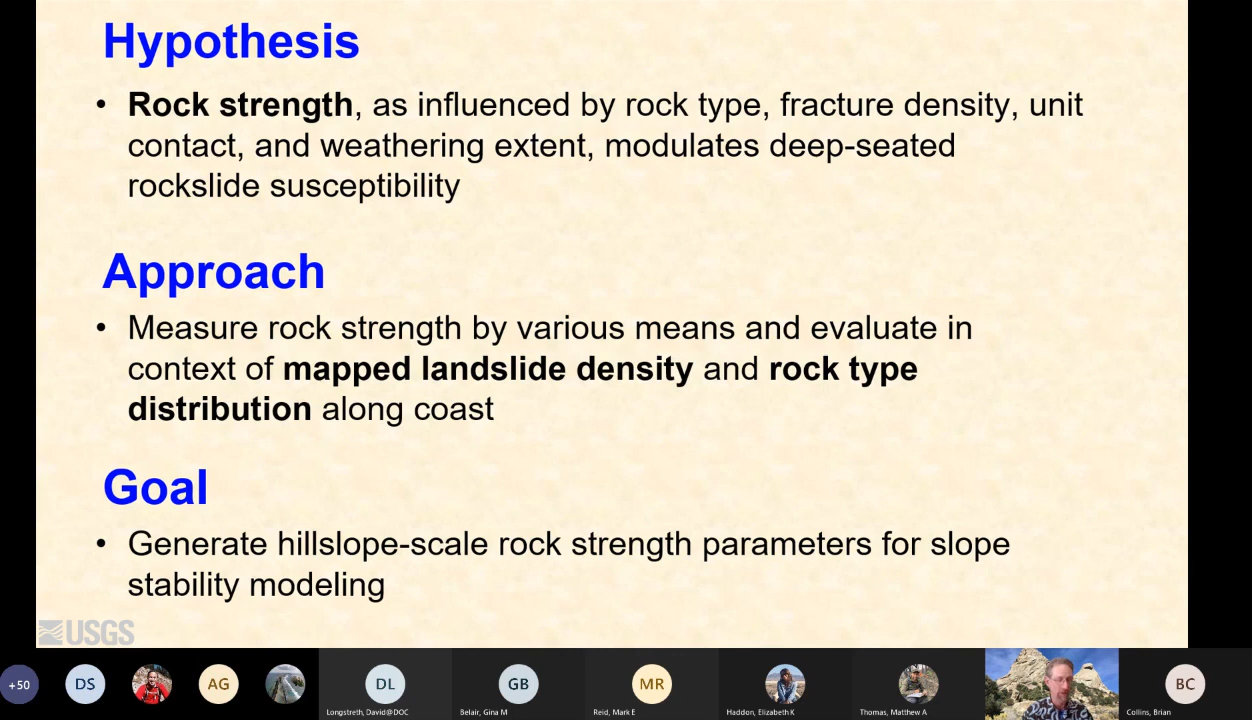 Hypothesis
• Rock strength, as influenced by rock type, fracture density, unit
contact, and weathering extent, modulates deep-seated
rockslide susceptibility
Approach
• Measure rock strength by various means and evaluate in
context of mapped landslide density and rock type
distribution along coast
Goal
• Generate hillslope-scale rock strength parameters for slope
stability modeling
USGS
+50
DS
AG
DL
GB
MR
BC
Longstreth, David@DOC
Belair, Gina M
Reid, Mark E
Haddon, Elizabeth K
Thomas, Matthew A
Collins, Brian